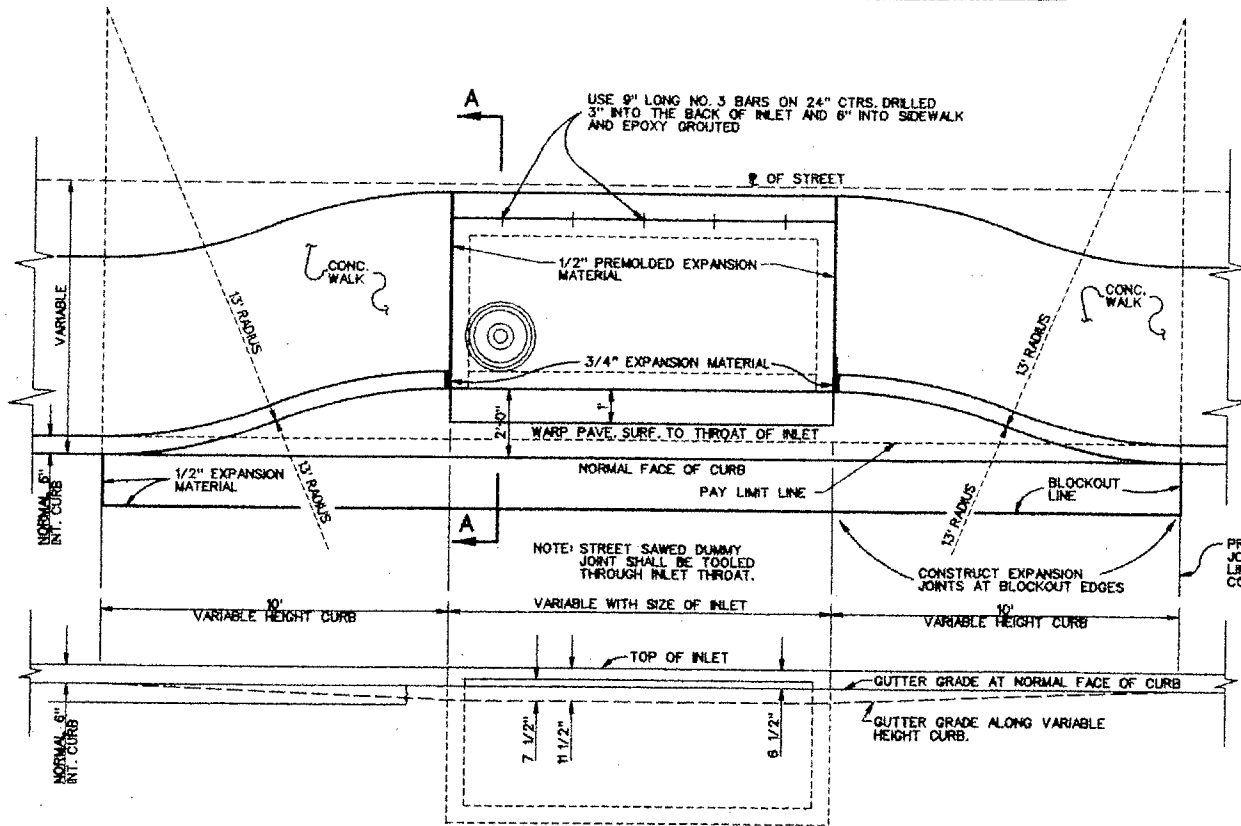 A
USE 9" LONG NO. 3 BARS ON 24" CTRS. DRILLED
3" INTO THE BACK OF INLET AND 6" INTO SIDEWALK
AND EPOXY GROUTED
℄ OF STREET
CONC.
WALK
1/2" PREMOLDED EXPANSION
MATERIAL
CONC.
WALK
VARIABLE
13' RADIUS
13' RADIUS
3/4" EXPANSION MATERIAL
2'-0"
1'
WARP PAVE. SURF. TO THROAT OF INLET
NORMAL FACE OF CURB
1/2" EXPANSION
MATERIAL
13' RADIUS
PAY LIMIT LINE
BLOCKOUT
LINE
13' RADIUS
NORMAL 6"
INT. CURB
A
NOTE: STREET SAWED DUMMY
JOINT SHALL BE TOOLED
THROUGH INLET THROAT.
CONSTRUCT EXPANSION
JOINTS AT BLOCKOUT EDGES
10'
VARIABLE HEIGHT CURB
VARIABLE WITH SIZE OF INLET
10'
VARIABLE HEIGHT CURB
TOP OF INLET
GUTTER GRADE AT NORMAL FACE OF CURB
NORMAL 6"
INT. CURB
7 1/2"
11 1/2"
6 1/2"
GUTTER GRADE ALONG VARIABLE
HEIGHT CURB.